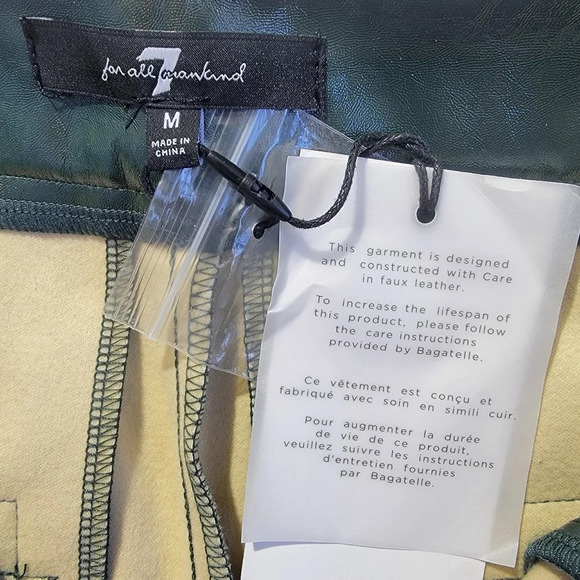 for all 7 mankind
M
MADE IN
CHINA
This garment is designed
and constructed with Care
in faux leather.
To increase the lifespan of
this product, please follow
the care instructions
provided by Bagatelle.
Ce vêtement est conçu et
fabriqué avec soin en simili cuir.
Pour augmenter la durée
de vie de ce produit,
veuillez suivre les instructions
d'entretien fournies
par Bagatelle.